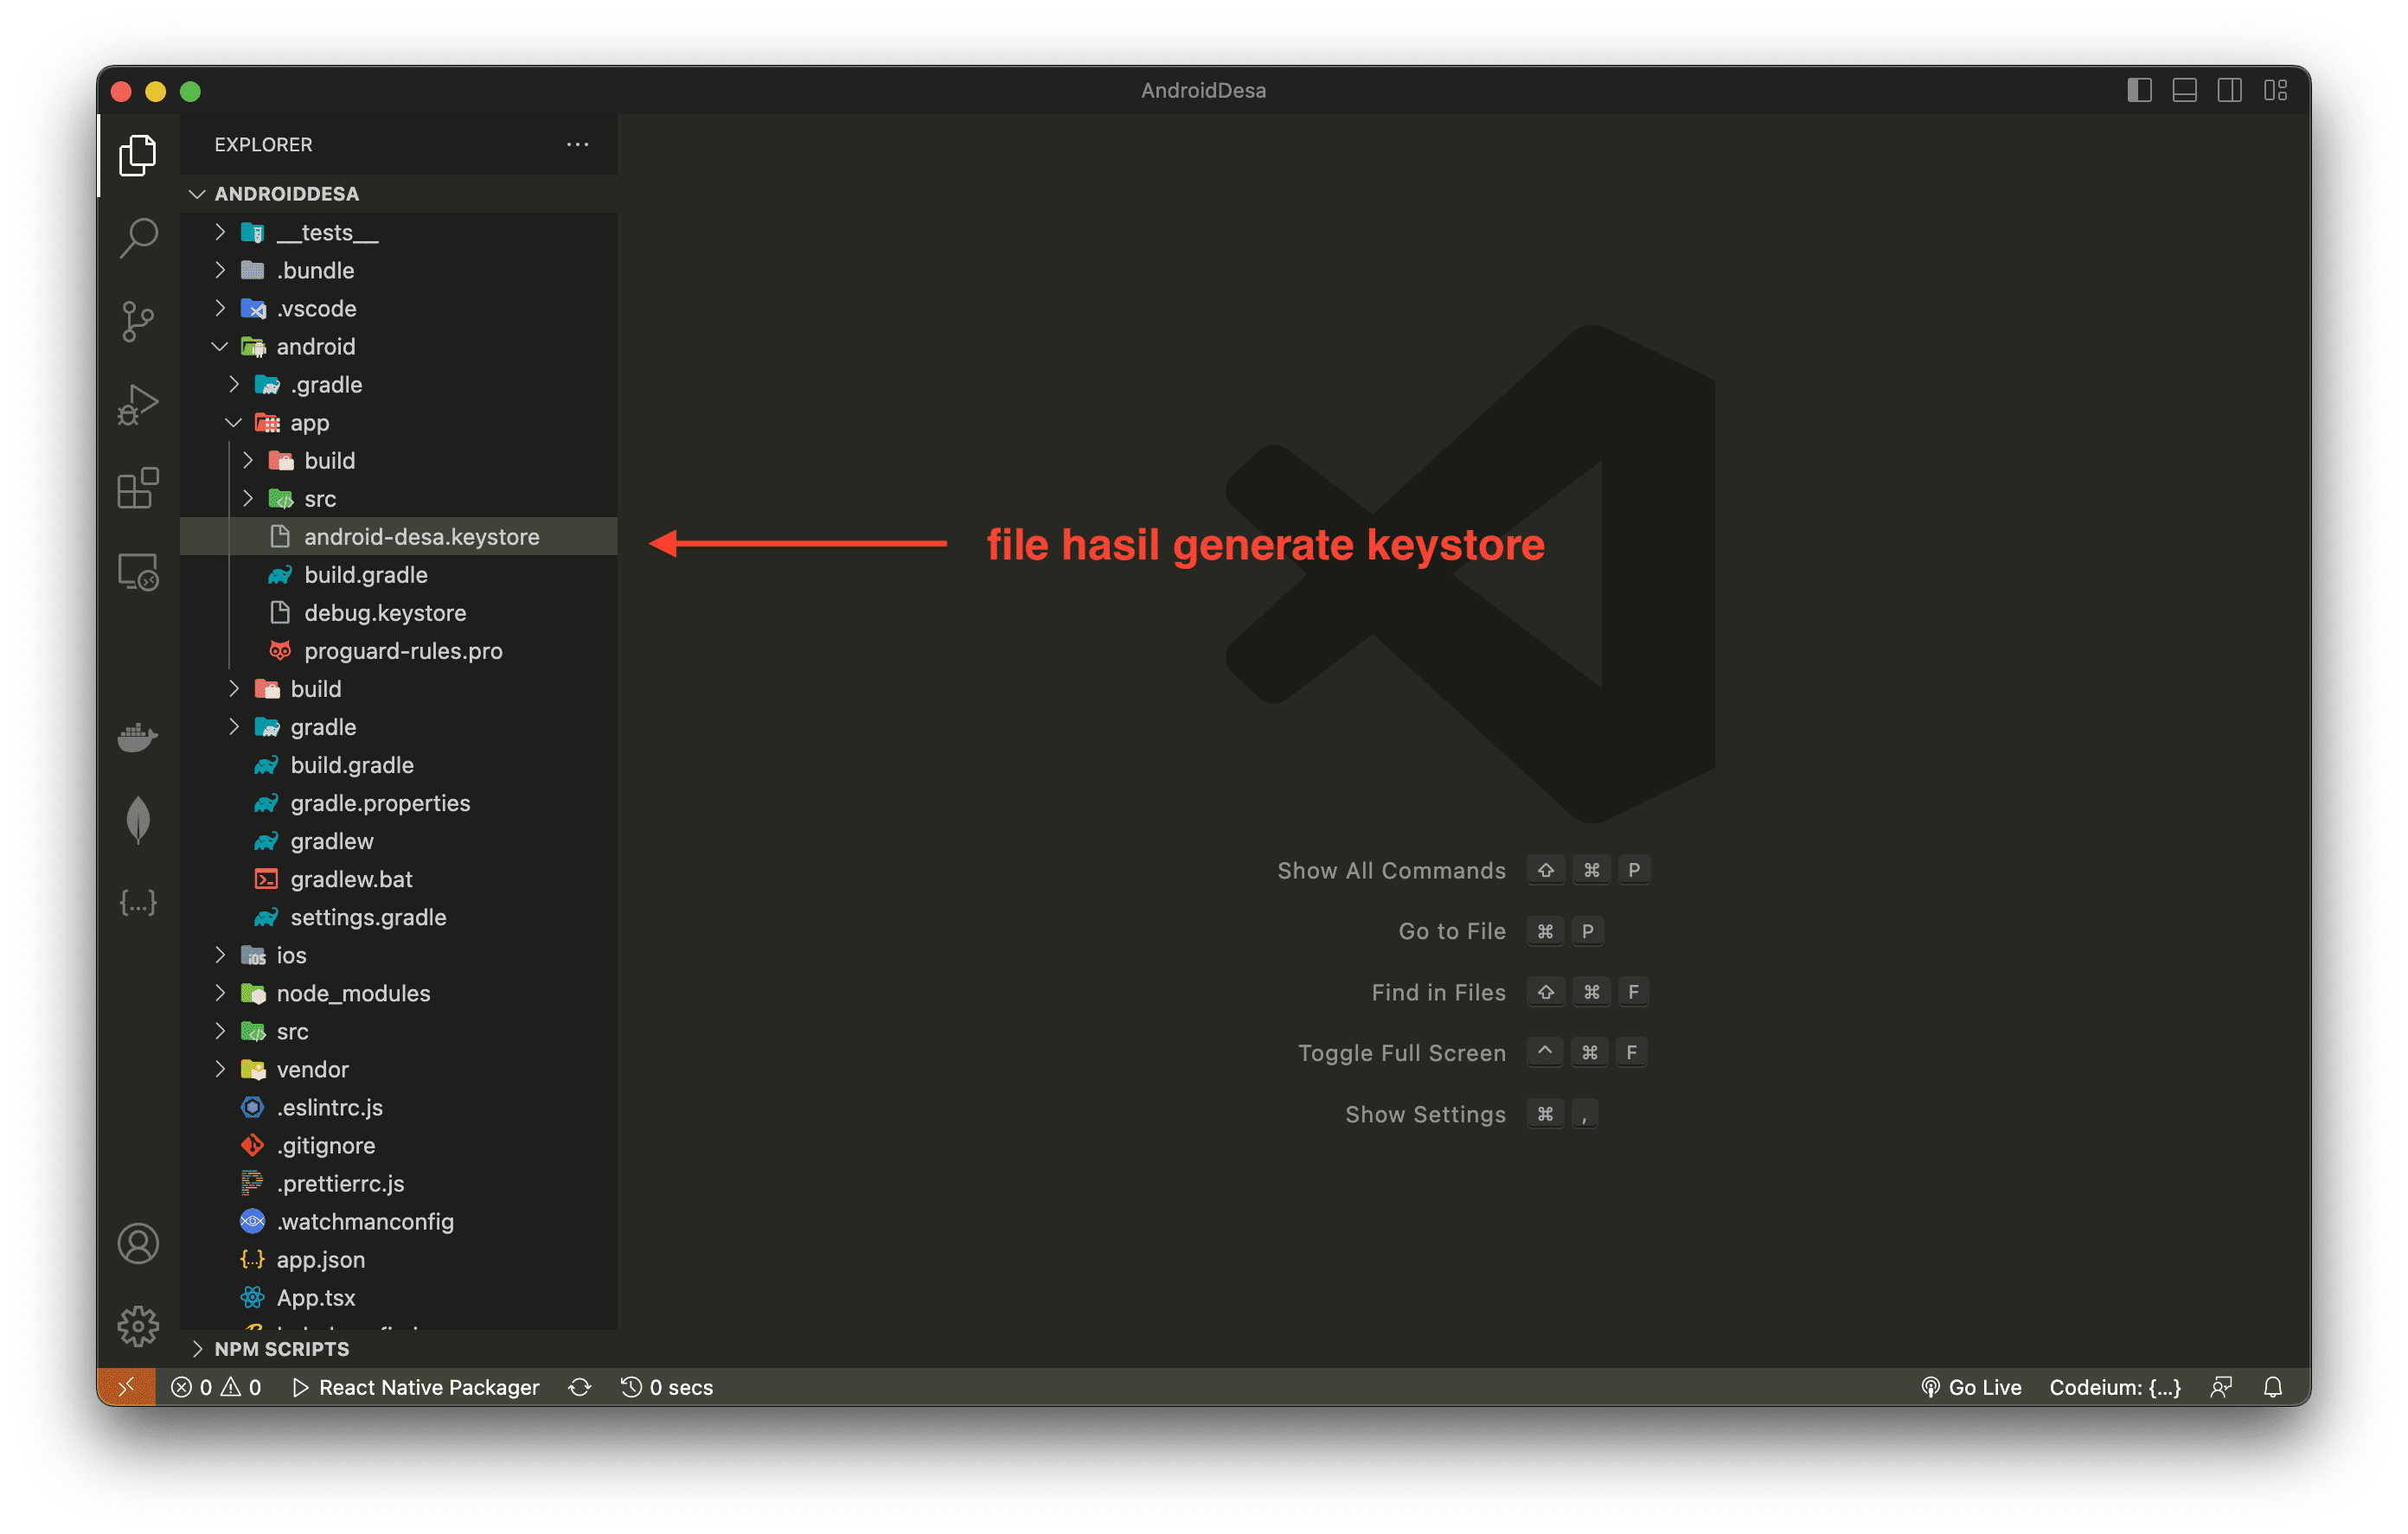 AndroidDesa
EXPLORER
ANDROIDDESA
__tests__
.bundle
.vscode
android
.gradle
app
build
src
android-desa.keystore
file hasil generate keystore
build.gradle
debug.keystore
proguard-rules.pro
build
gradle
build.gradle
gradle.properties
gradlew
gradlew.bat
settings.gradle
ios
node_modules
src
vendor
.eslintrc.js
.gitignore
.prettierrc.js
.watchmanconfig
app.json
App.tsx
NPM SCRIPTS
Show All Commands ⇧ ⌘ P
Go to File ⌘ P
Find in Files ⇧ ⌘ F
Toggle Full Screen ^ ⌘ F
Show Settings ⌘ ,
0 0 React Native Packager 0 secs Go Live Codeium: {...}